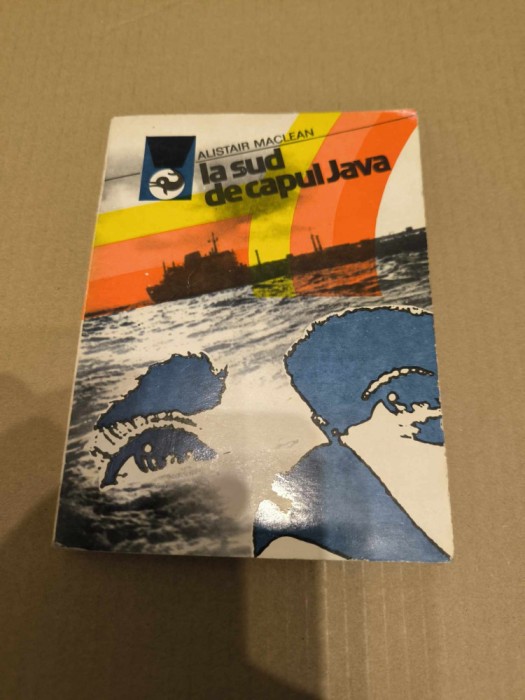 ALISTAIR MACLEAN
la sud
de capul Java